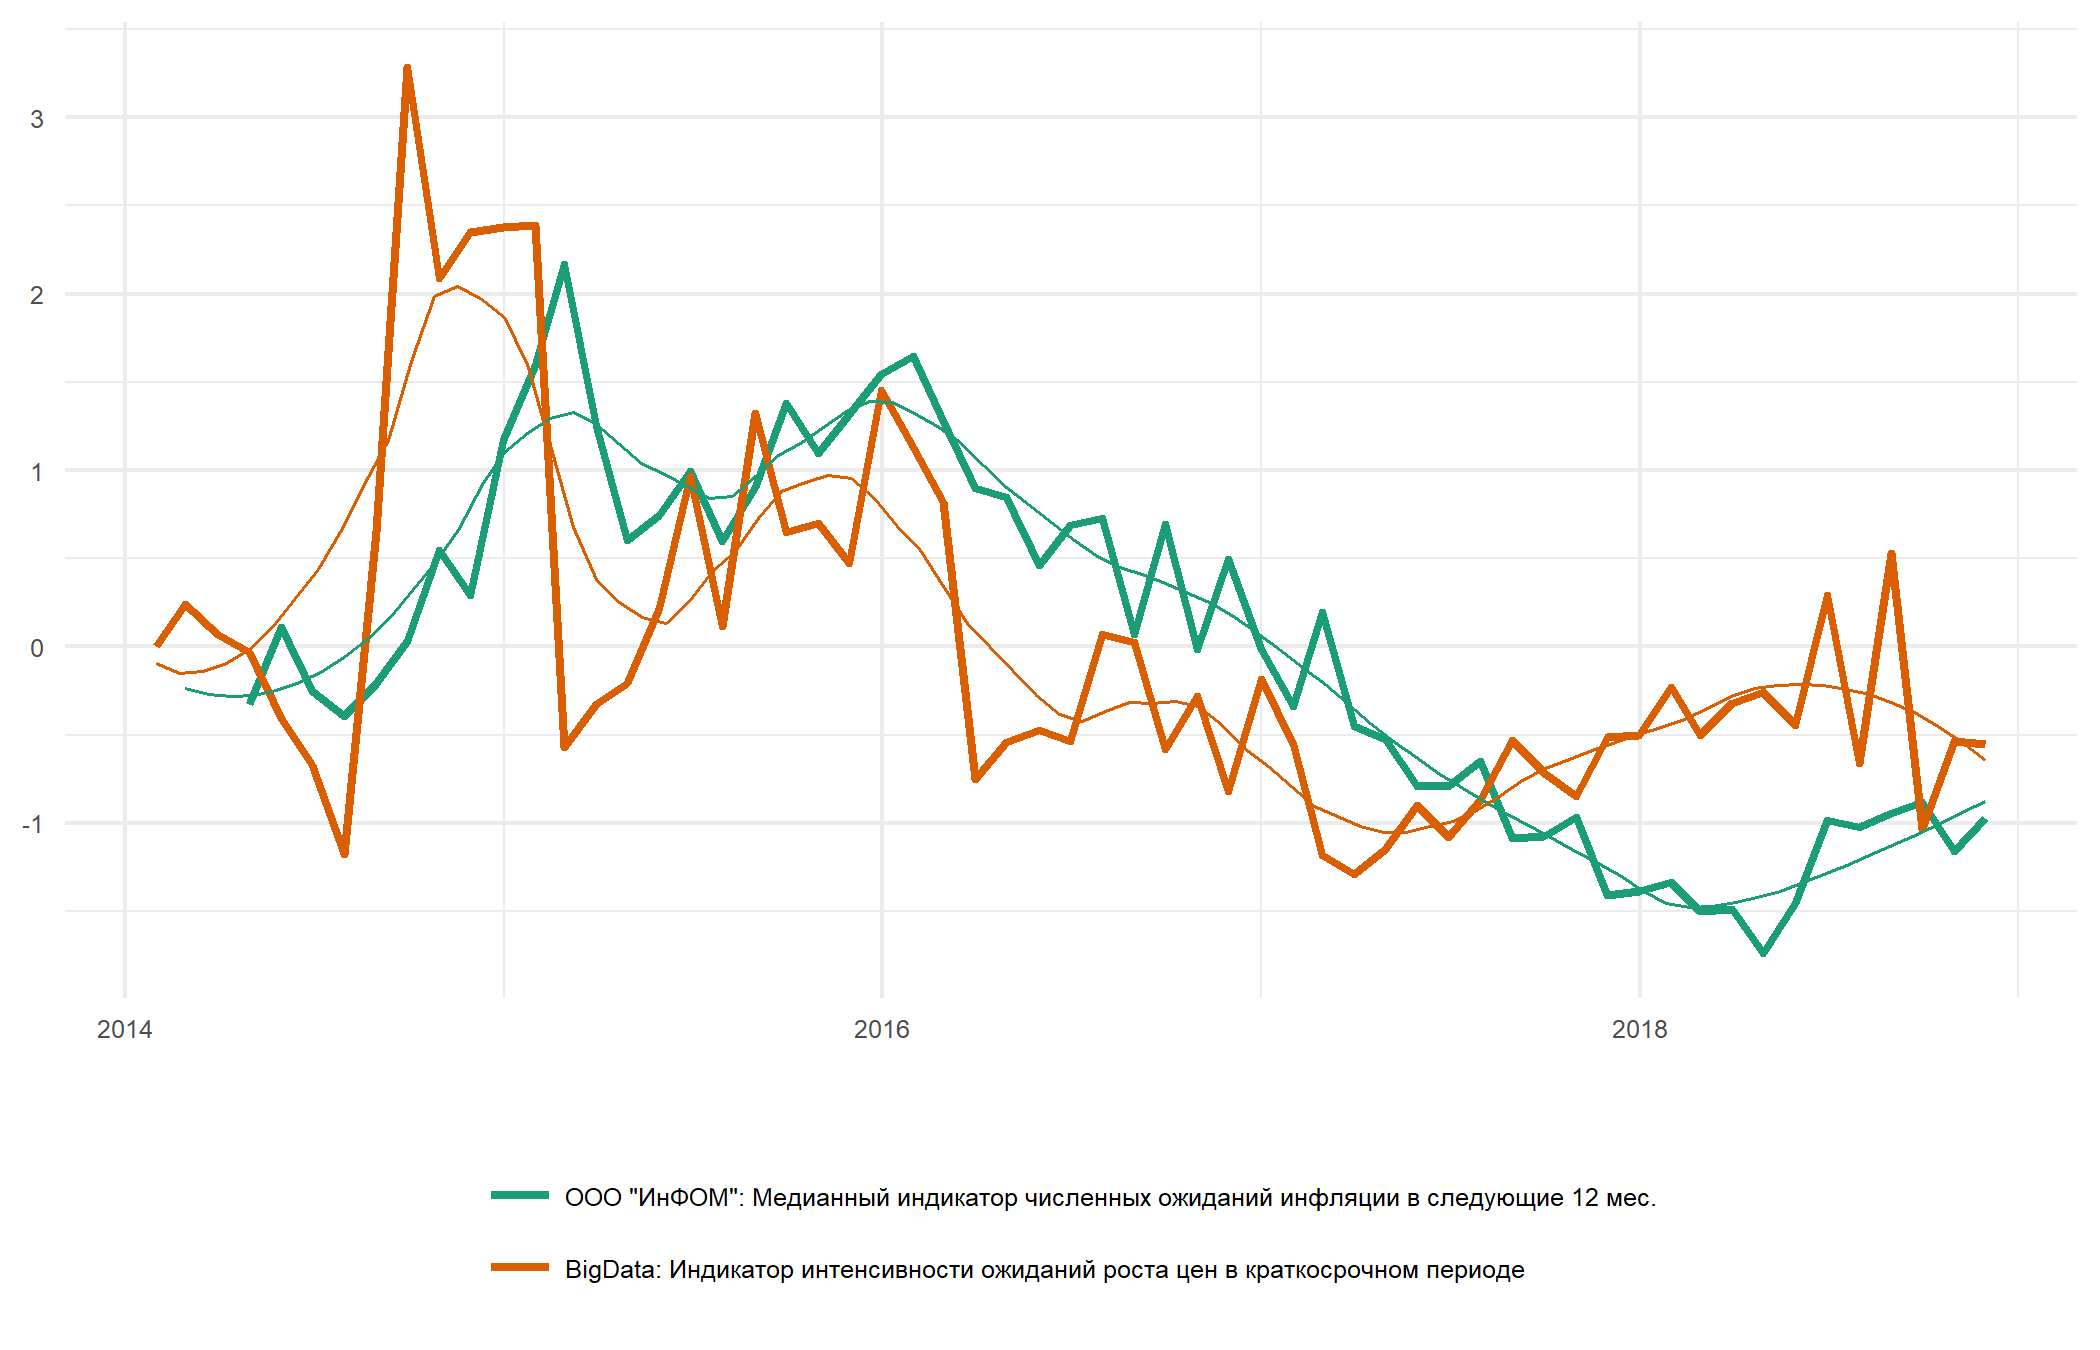 3
2
1
0
-1
2014 2016 2018
ООО "ИнФОМ": Медианный индикатор численных ожиданий инфляции в следующие 12 мес.
BigData: Индикатор интенсивности ожиданий роста цен в краткосрочном периоде